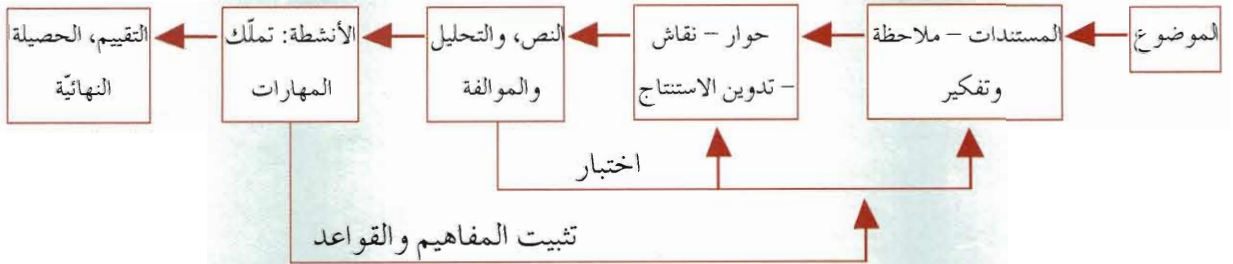 الموضوع
المستندات – ملاحظة
وتفكير
حوار – نقاش
– تدوين الاستنتاج
النص، والتحليل
والموالفة
الأنشطة: تملّك
المهارات
التقييم، الحصيلة
النهائيّة
اختبار
تثبيت المفاهيم والقواعد